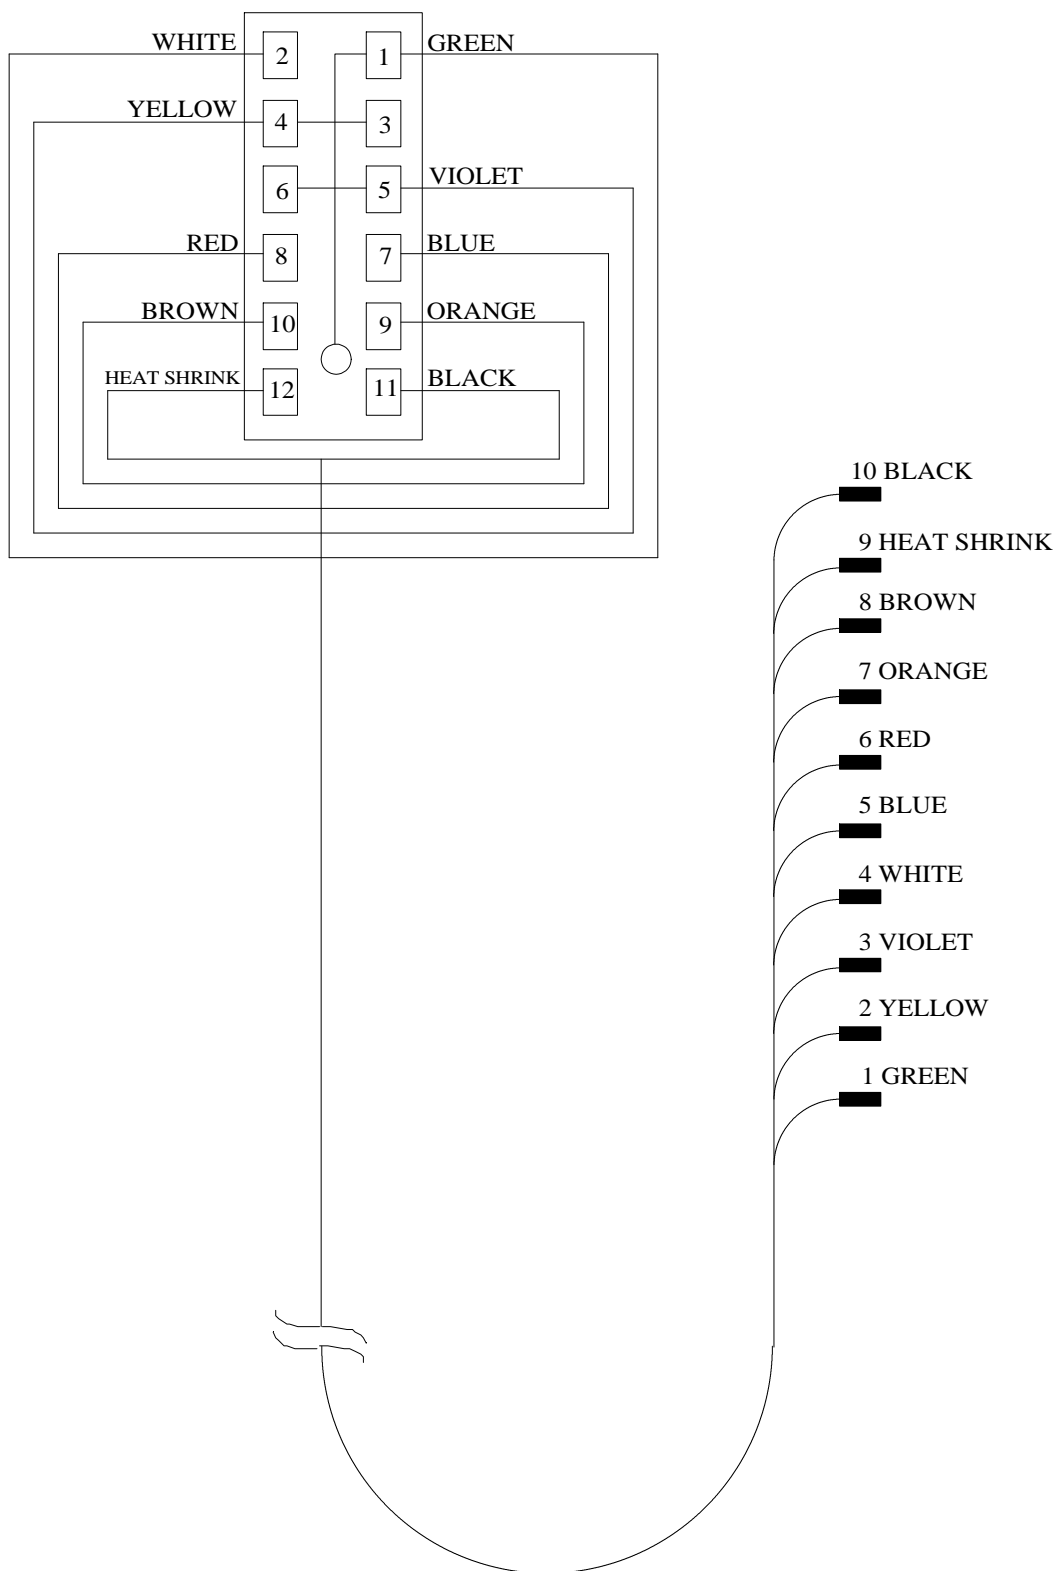 WHITE 2 1 GREEN
YELLOW 4 3
6 5 VIOLET
RED 8 7 BLUE
BROWN 10 9 ORANGE
HEAT SHRINK 12 11 BLACK
10 BLACK
9 HEAT SHRINK
8 BROWN
7 ORANGE
6 RED
5 BLUE
4 WHITE
3 VIOLET
2 YELLOW
1 GREEN